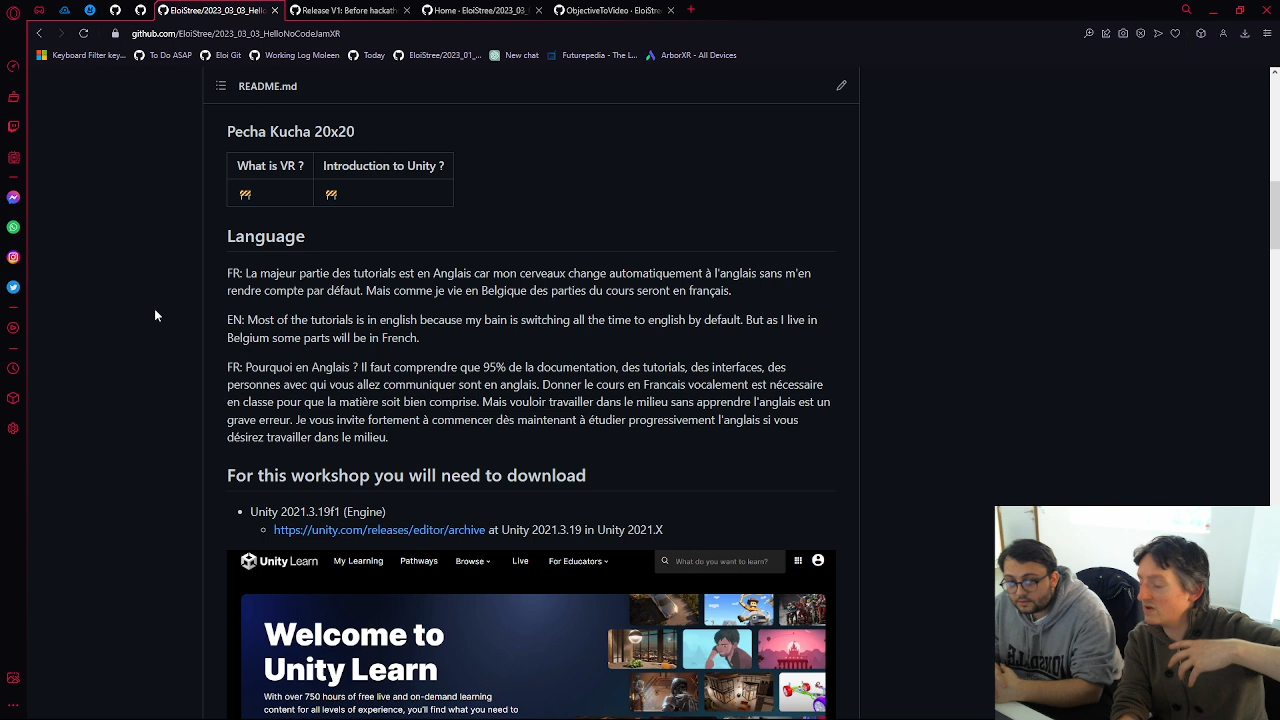 EloiStree/2023_03_03_Hello
Release V1: Before hackath
Home · EloiStree/2023_03_
ObjectiveToVideo · EloiStre
github.com/EloiStree/2023_03_03_HelloNoCodeJamXR
Keyboard Filter key...
To Do ASAP
Eloi Git
Working Log Moleen
Today
EloiStree/2023_01_...
New chat
Futurepedia - The L...
ArborXR - All Devices
README.md
Pecha Kucha 20x20
What is VR ? Introduction to Unity ?
Language
FR: La majeur partie des tutorials est en Anglais car mon cerveaux change automatiquement à l'anglais sans m'en
rendre compte par défaut. Mais comme je vie en Belgique des parties du cours seront en français.
EN: Most of the tutorials is in english because my bain is switching all the time to english by default. But as I live in
Belgium some parts will be in French.
FR: Pourquoi en Anglais ? Il faut comprendre que 95% de la documentation, des tutorials, des interfaces, des
personnes avec qui vous allez communiquer sont en anglais. Donner le cours en Francais vocalement est nécessaire
en classe pour que la matière soit bien comprise. Mais vouloir travailler dans le milieu sans apprendre l'anglais est un
grave erreur. Je vous invite fortement à commencer dès maintenant à étudier progressivement l'anglais si vous
désirez travailler dans le milieu.
For this workshop you will need to download
Unity 2021.3.19f1 (Engine)
https://unity.com/releases/editor/archive at Unity 2021.3.19 in Unity 2021.X
Unity Learn
My Learning
Pathways
Browse
Live
For Educators
What do you want to learn?
Welcome to
Unity Learn
With over 750 hours of free live and on-demand learning
content for all levels of experience, you'll find what you need to